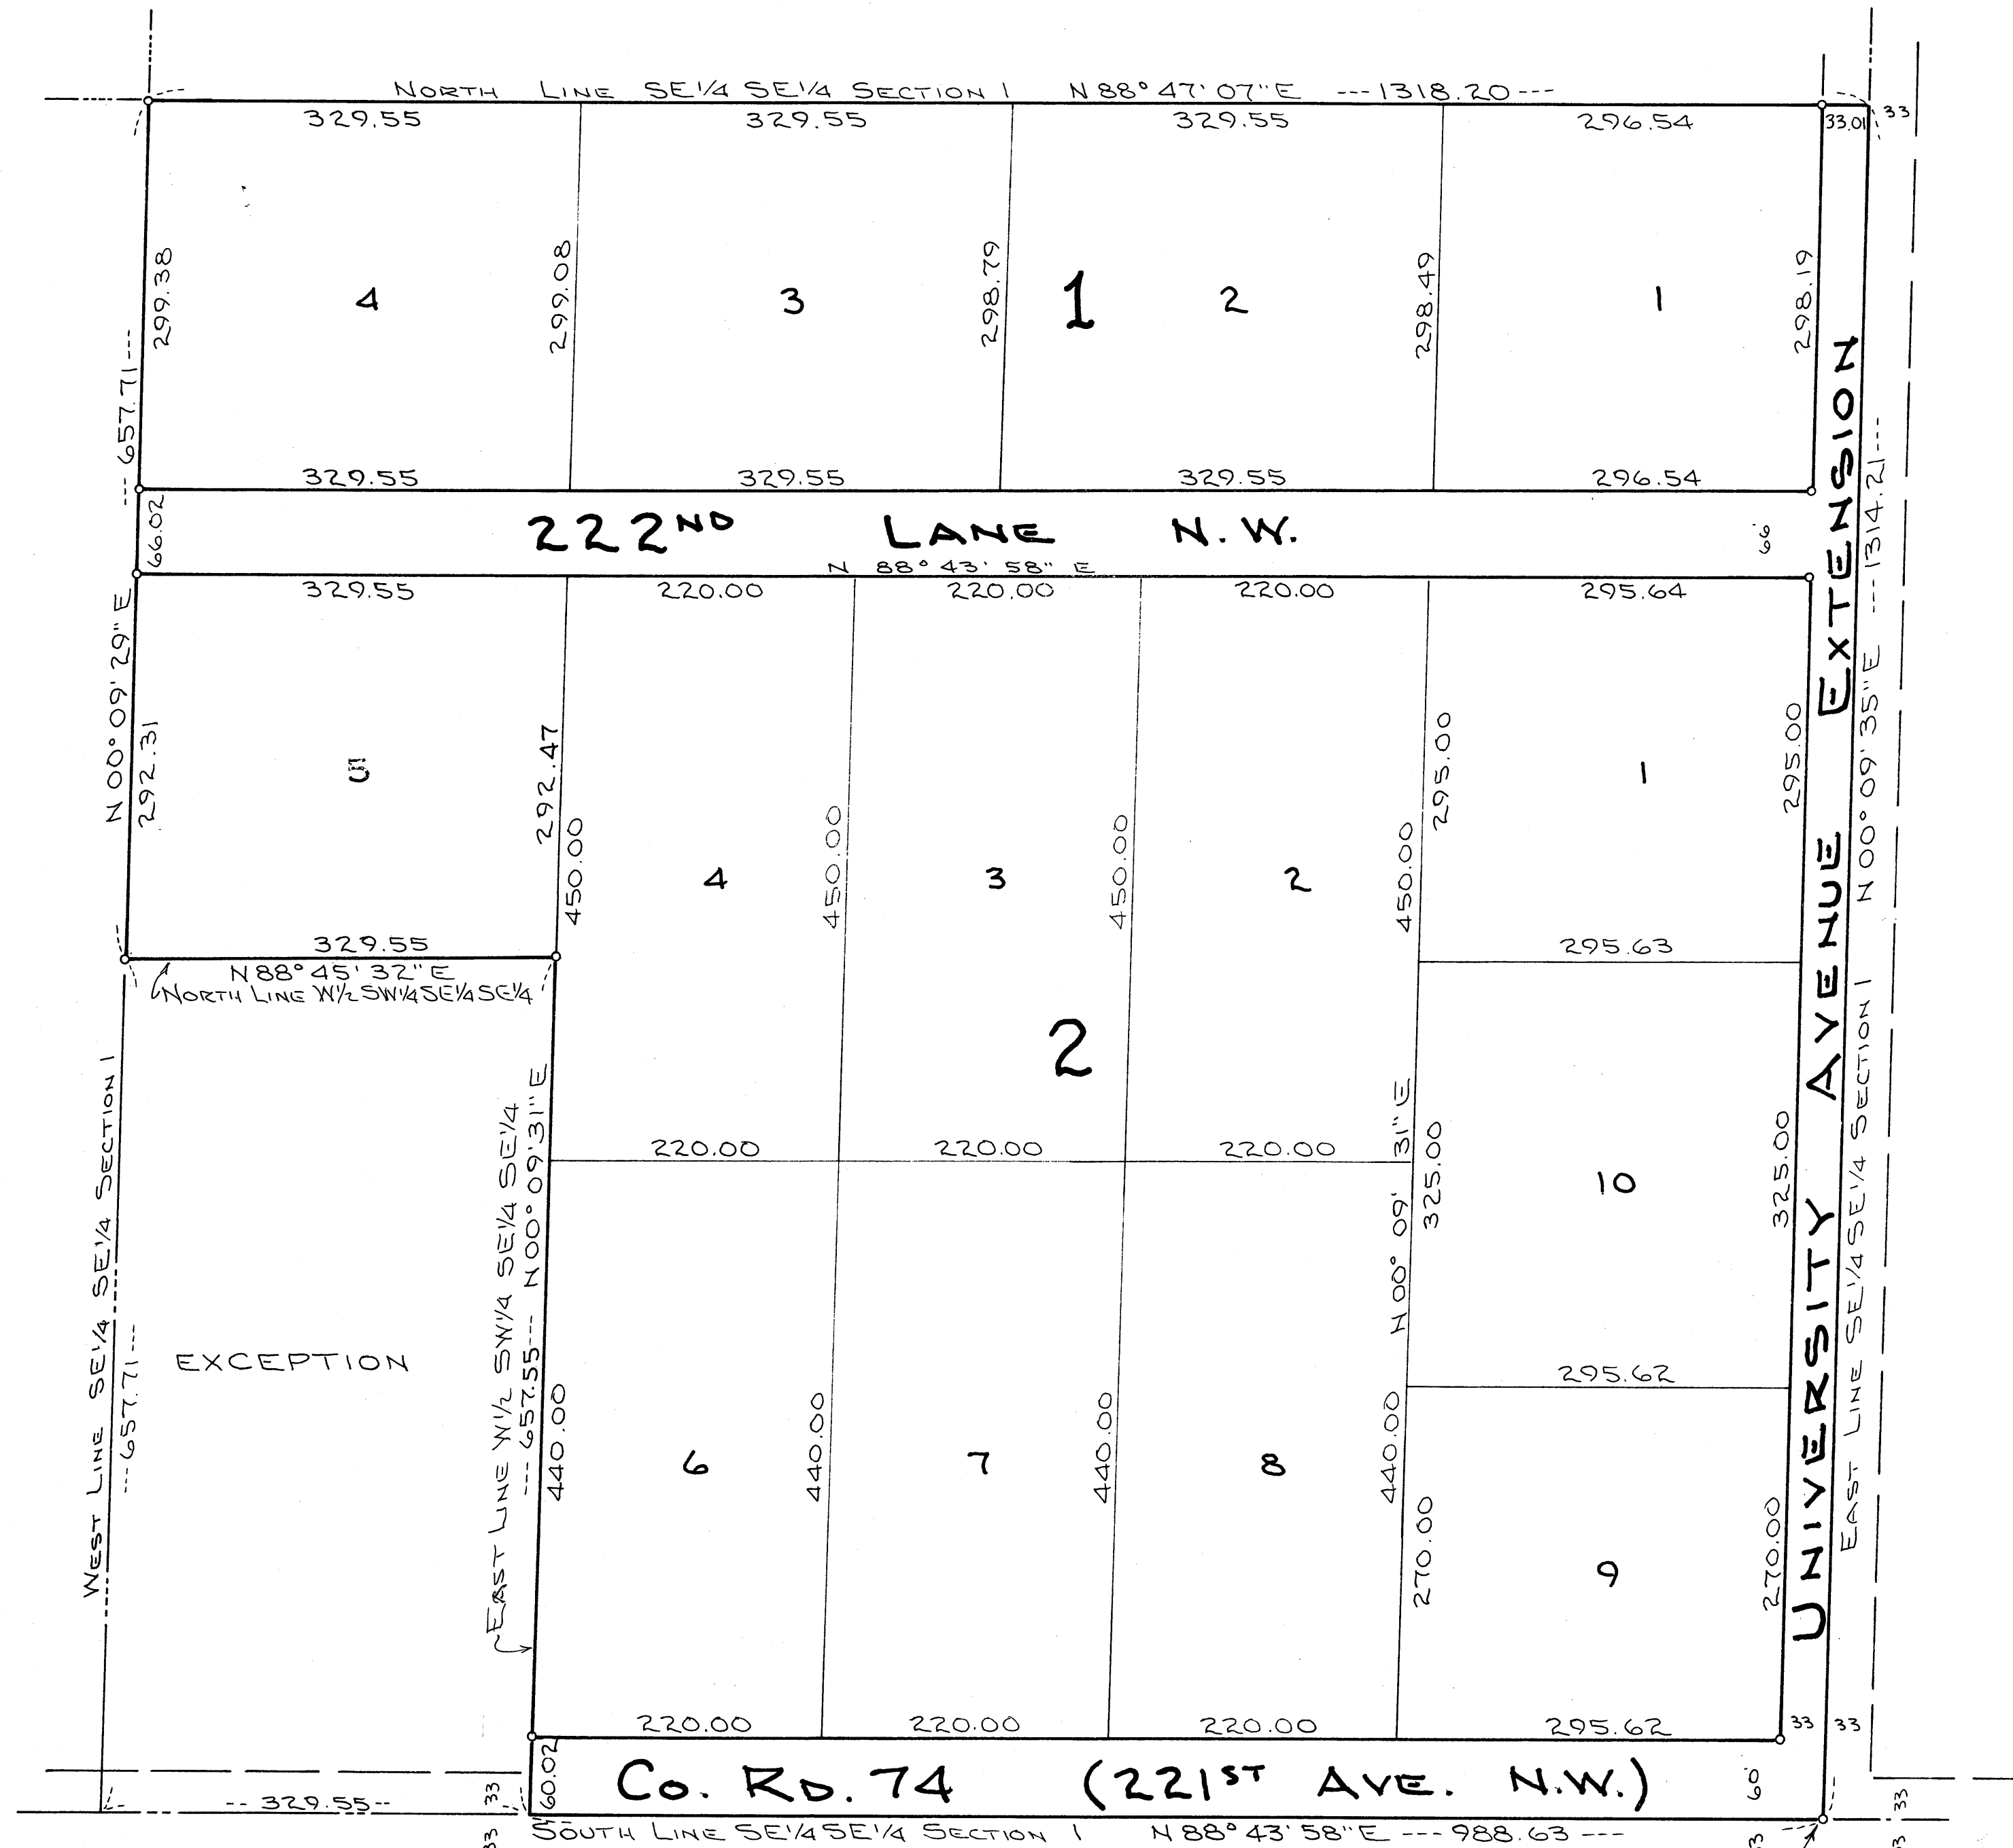 NORTH LINE SE1/4 SE1/4 SECTION 1 N 88° 47' 07" E ---1318.20---
329.55 329.55 329.55 296.54 33.01 33
299.38 299.08 298.79 298.49 298.19
4 3 1 2 1
--- 657.71 ---
329.55 329.55 329.55 296.54
66.02 222ND LANE N.W. 66
N 88° 43' 58" E
329.55 220.00 220.00 220.00 295.64
N 00° 09' 29" E
292.31 292.47 295.00 295.00
5 1
450.00 450.00 450.00 450.00
4 3 2
329.55 295.63
N 88° 45' 32" E
NORTH LINE W1/2 SW1/4 SE1/4 SE1/4
2
220.00 220.00 220.00
N 00° 09' 31" E
325.00 325.00
10
WEST LINE SE1/4 SE1/4 SECTION 1
---657.71---
EXCEPTION
EAST LINE W1/2 SW1/4 SE1/4 SE1/4
--- 657.55--- N 00° 09' 31" E
295.62
440.00 440.00 440.00 440.00
6 7 8
270.00 270.00
9
UNIVERSITY AVENUE EXTENSION
EAST LINE SE1/4 SE1/4 SECTION 1 N 00° 09' 35" E ---1314.21---
220.00 220.00 220.00 295.62 33 33
60.02 CO. RD. 74 (221ST AVE. N.W.) 60
-- 329.55-- 33 33
SOUTH LINE SE1/4 SE1/4 SECTION 1 N 88° 43' 58" E --- 988.63 ---
33 33 33